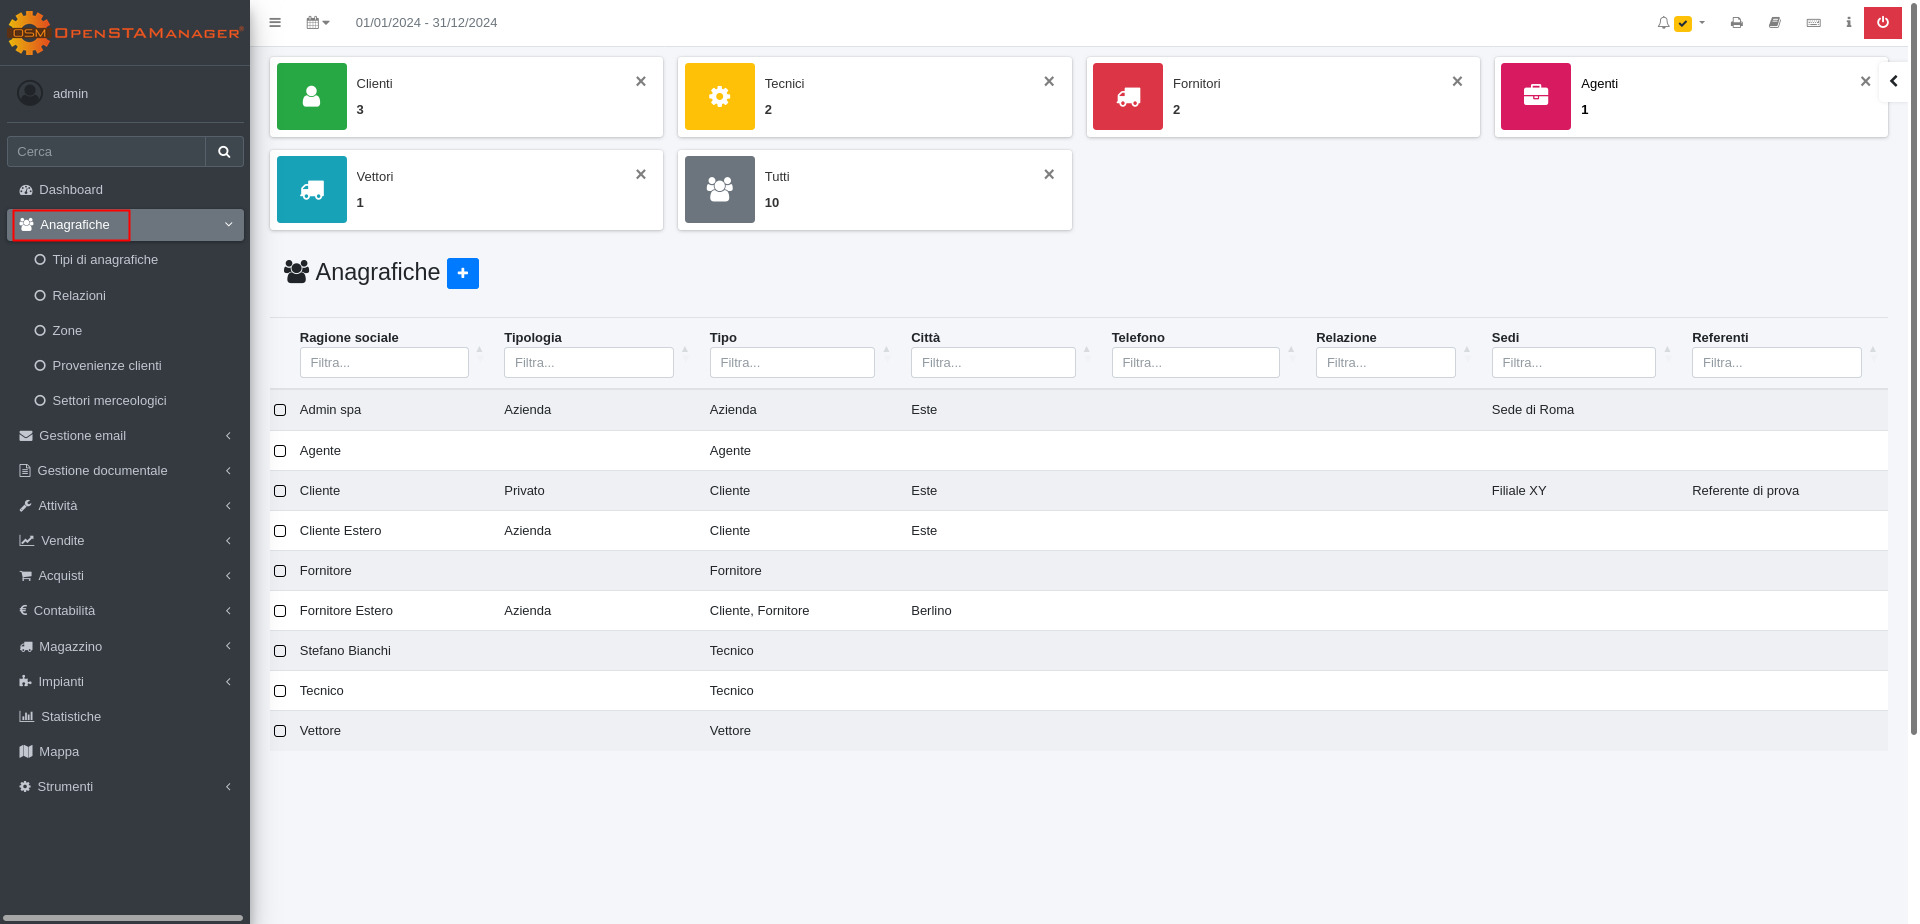 OSM OpenSTAManager®
01/01/2024 - 31/12/2024
admin
Cerca
Dashboard
Anagrafiche
Tipi di anagrafiche
Relazioni
Zone
Provenienze clienti
Settori merceologici
Gestione email
Gestione documentale
Attività
Vendite
Acquisti
Contabilità
Magazzino
Impianti
Statistiche
Mappa
Strumenti
Clienti
3
Tecnici
2
Fornitori
2
Agenti
1
Vettori
1
Tutti
10
Anagrafiche
Ragione sociale Tipologia Tipo Città Telefono Relazione Sedi Referenti
Filtra... Filtra... Filtra... Filtra... Filtra... Filtra... Filtra... Filtra...
Admin spa Azienda Azienda Este Sede di Roma
Agente Agente
Cliente Privato Cliente Este Filiale XY Referente di prova
Cliente Estero Azienda Cliente Este
Fornitore Fornitore
Fornitore Estero Azienda Cliente, Fornitore Berlino
Stefano Bianchi Tecnico
Tecnico Tecnico
Vettore Vettore